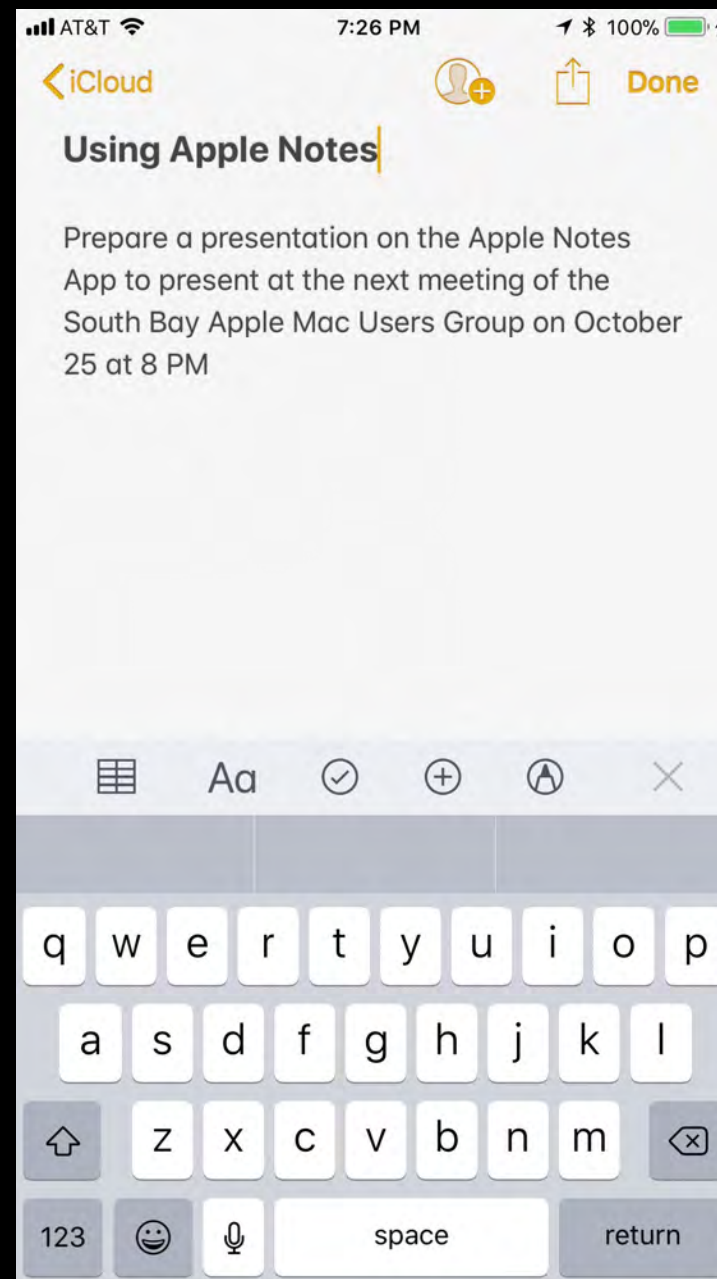 AT&T 7:26 PM 100%
iCloud Done
Using Apple Notes
Prepare a presentation on the Apple Notes
App to present at the next meeting of the
South Bay Apple Mac Users Group on October
25 at 8 PM
Aa
q w e r t y u i o p
a s d f g h j k l
z x c v b n m
123 space return